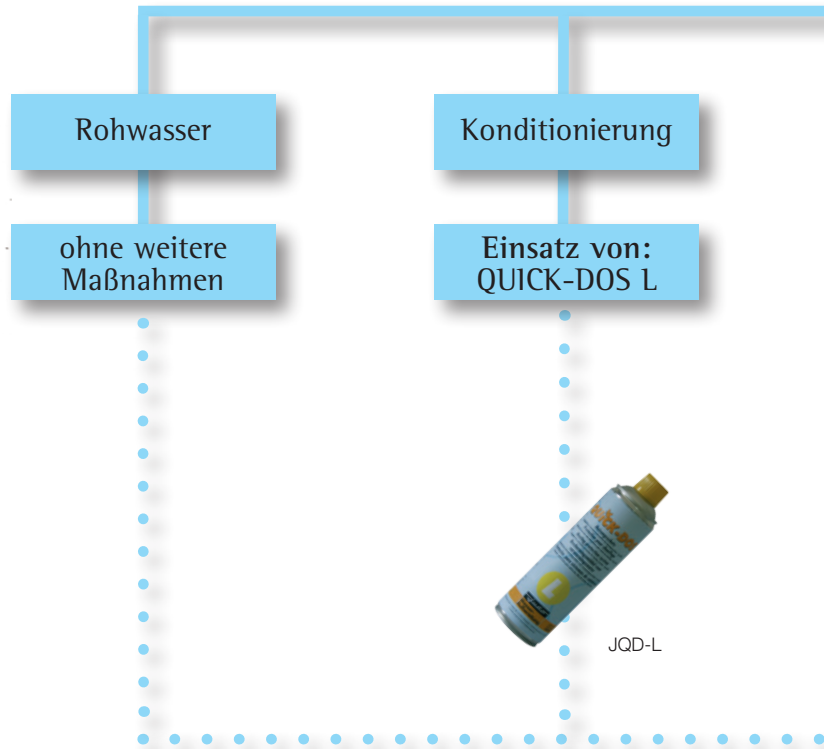 Rohwasser
Konditionierung
ohne weitere
Maßnahmen
Einsatz von:
QUICK-DOS L
L
JQD-L